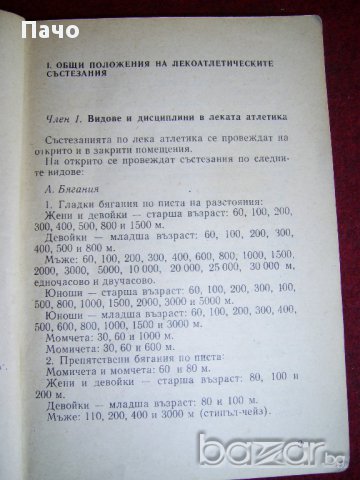 Пачо
I. ОБЩИ ПОЛОЖЕНИЯ НА ЛЕКОАТЛЕТИЧЕСКИТЕ
СЪСТЕЗАНИЯ
Член 1. Видове и дисциплини в леката атлетика
Състезанията по лека атлетика се провеждат на
открито и в закрити помещения.
На открито се провеждат състезания по следни-
те видове:
А. Бягания
1. Гладки бягания по писта на разстояния:
Жени и девойки — старша възраст: 60, 100, 200,
300, 400, 500, 800 и 1500 м.
Девойки — младша възраст: 60, 100, 200, 300,
400, 500 и 800 м.
Мъже: 60, 100, 200, 300, 400, 600, 800, 1000, 1500,
2000, 3000, 5000, 10 000, 20 000, 25 000, 30 000 м,
едночасово и двучасово.
Юноши — старша възраст: 60, 100, 200, 300, 400,
500, 800, 1000, 1500, 2000, 3000 и 5000 м.
Юноши — младша възраст: 60, 100, 200, 300, 400,
500, 600, 800, 1000, 1500 и 3000 м.
Момчета: 30, 60 и 1000 м.
Момичета: 30, 60 и 600 м.
2. Препятствени бягания по писта:
Момчета и момичета: 60 и 80 м.
Жени и девойки — старша възраст: 80, 100 и
200 м.
Девойки — младша възраст: 80 и 100 м.
Мъже: 110, 200, 400 и 3000 м (стипъл-чейз).
bazar.bg